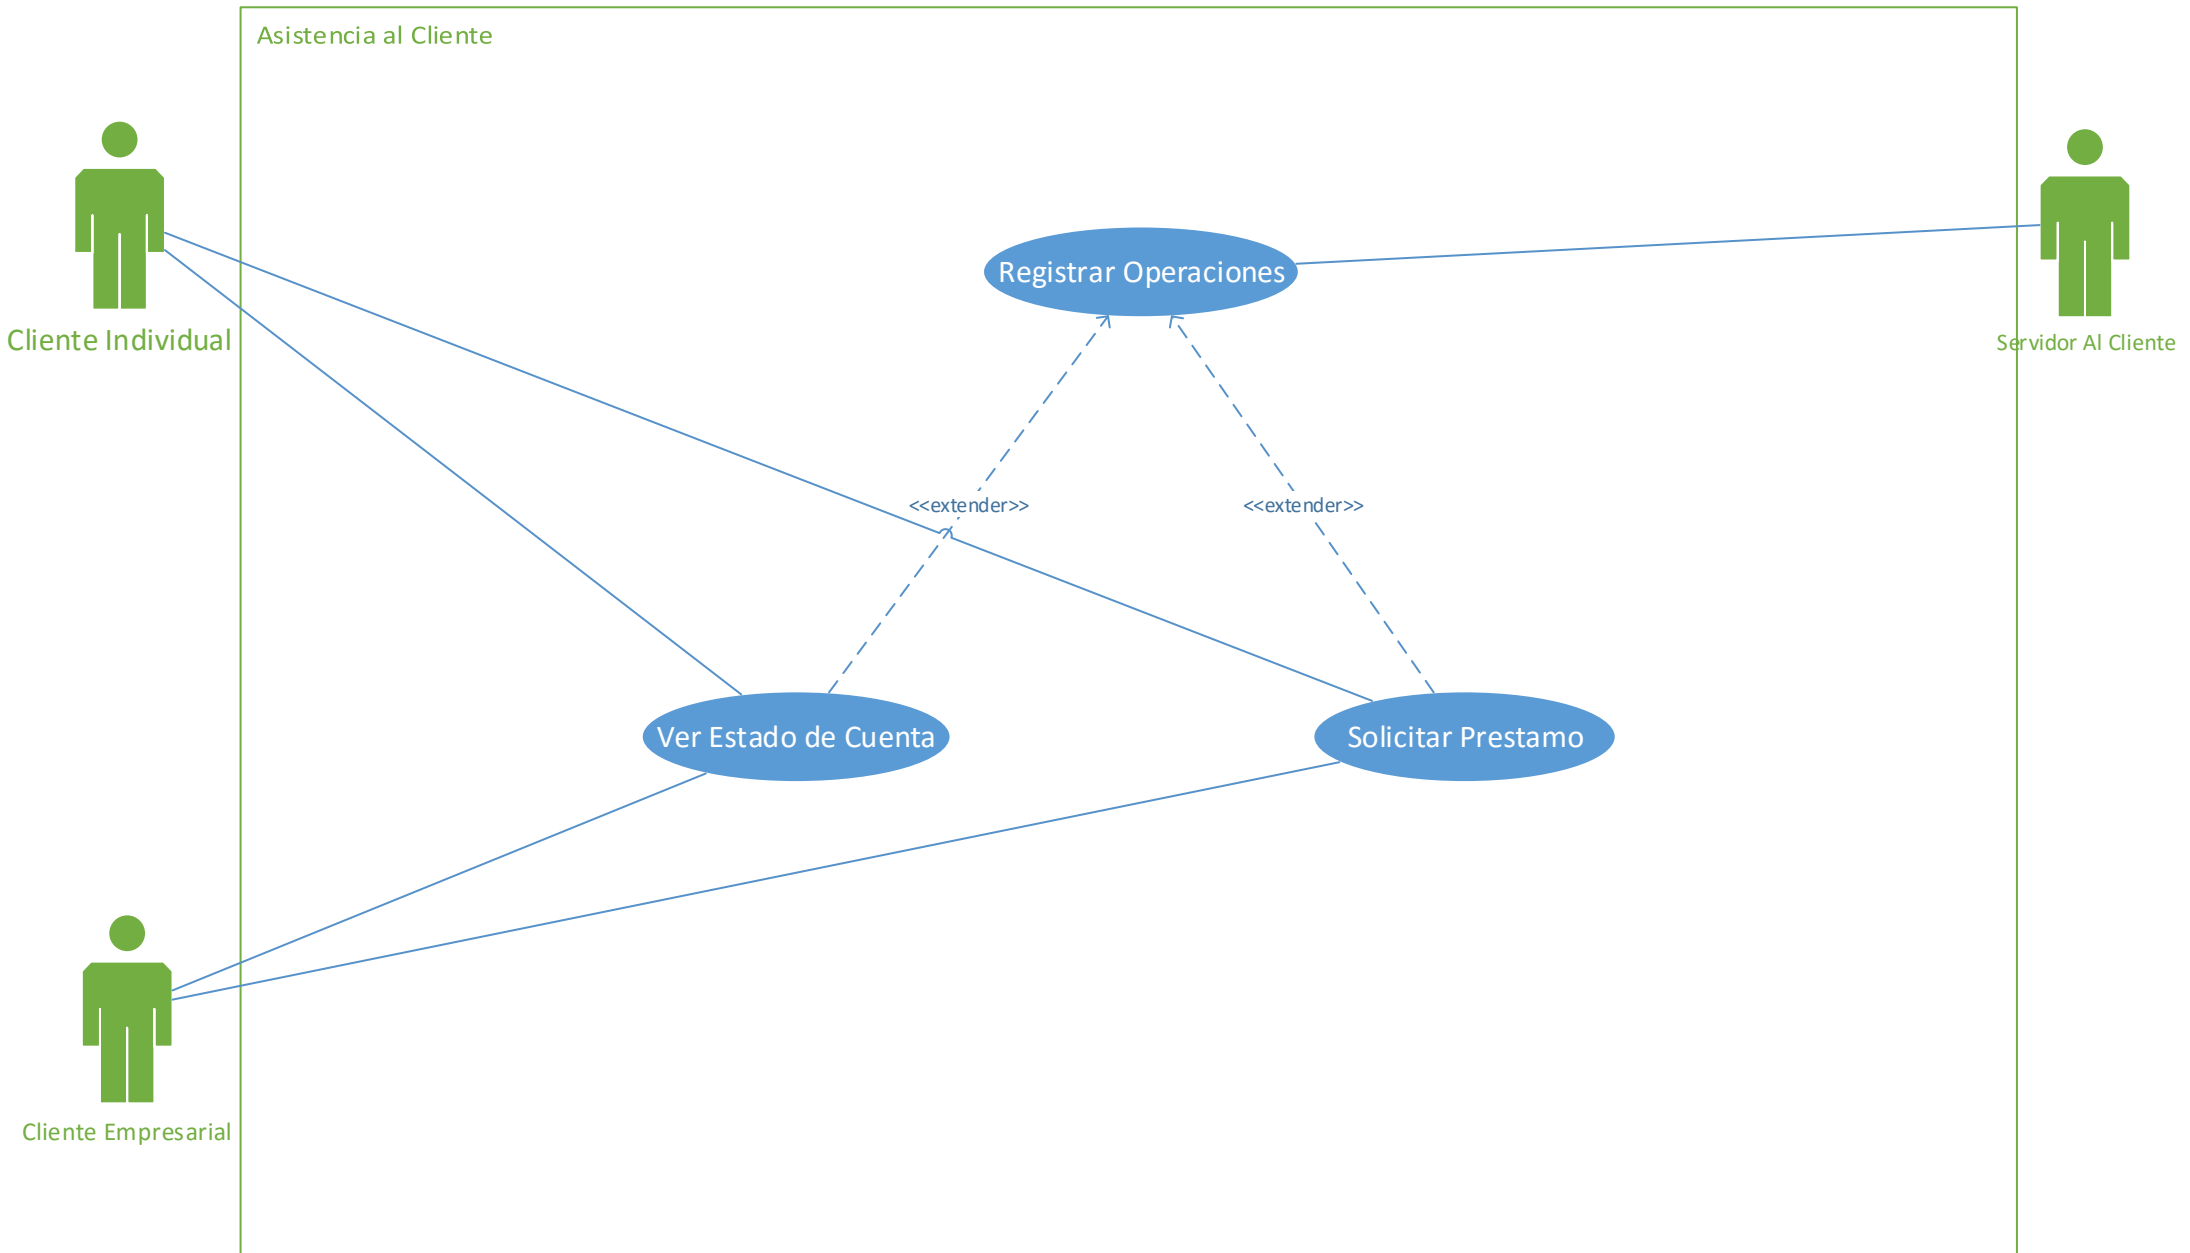 Asistencia al Cliente
Registrar Operaciones
Cliente Individual
Servidor Al Cliente
<<extender>>
<<extender>>
Ver Estado de Cuenta
Solicitar Prestamo
Cliente Empresarial